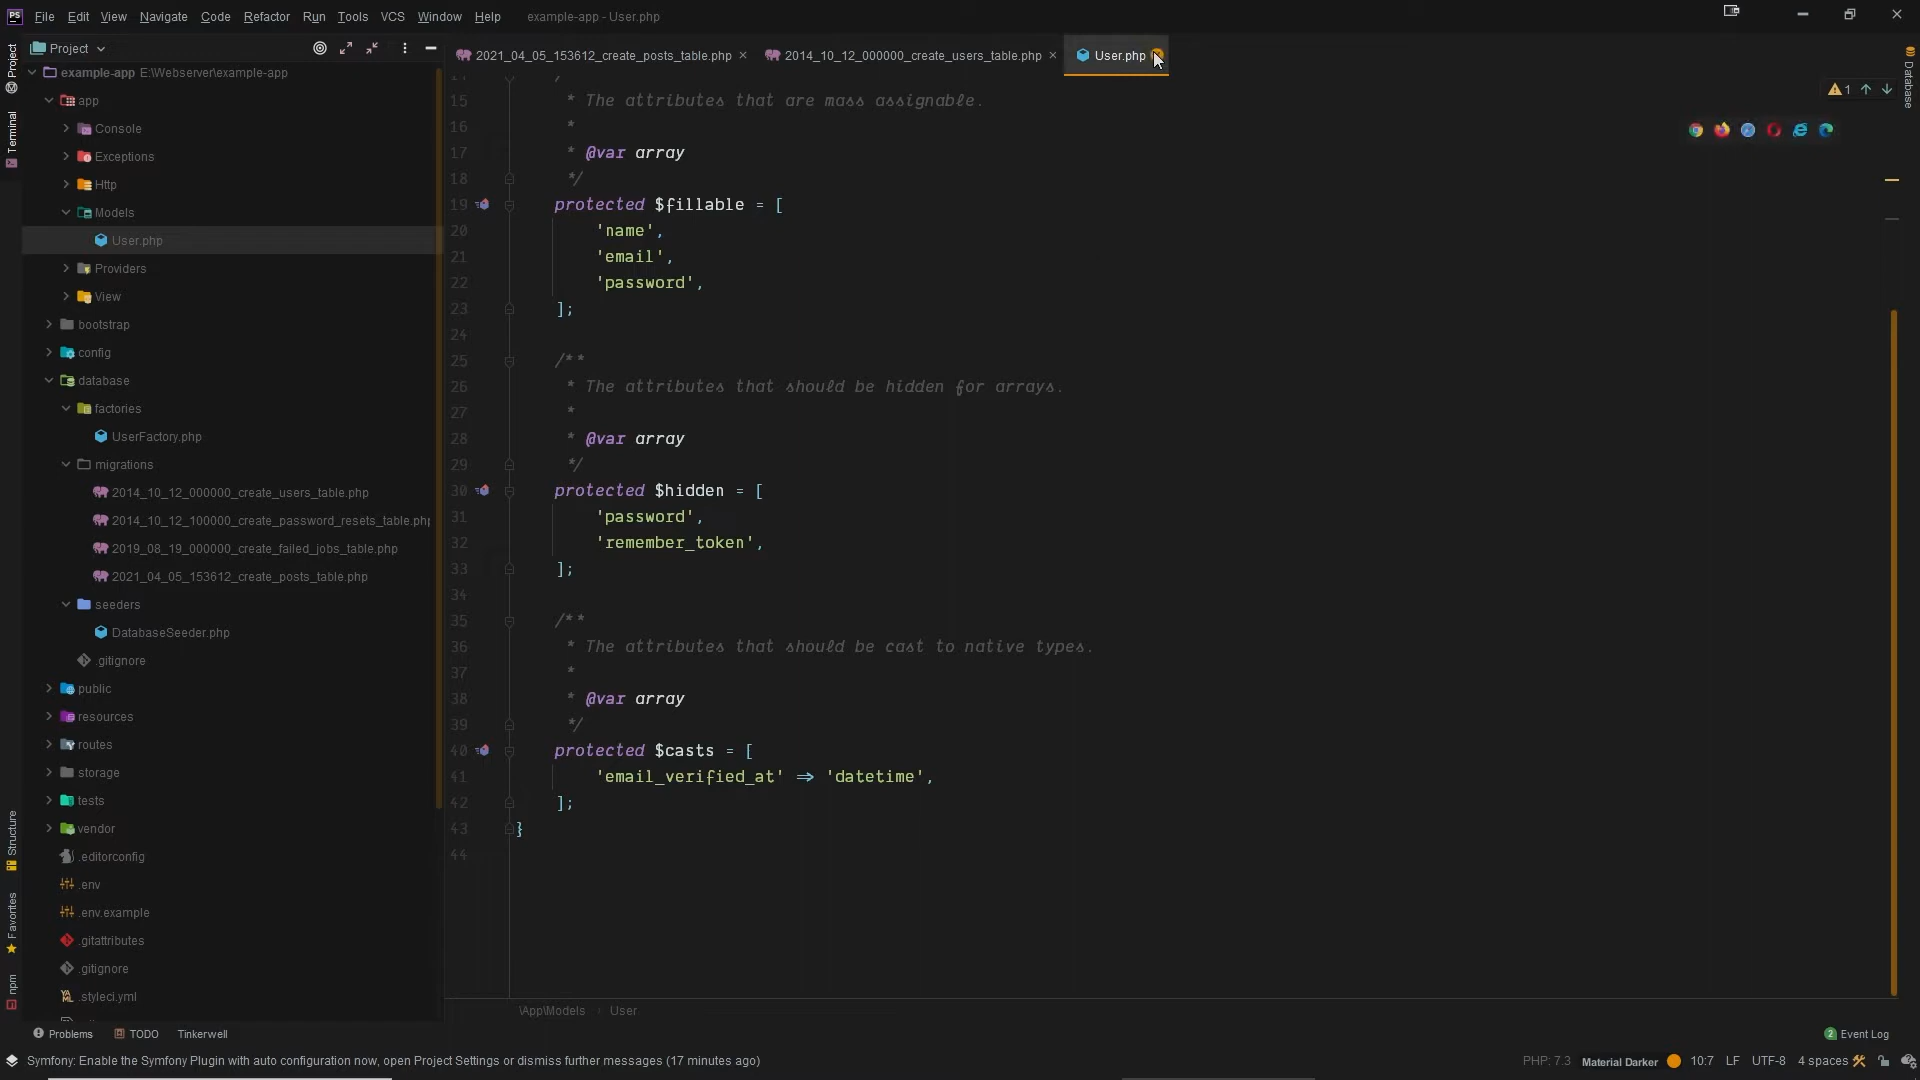 PS File Edit View Navigate Code Refactor Run Tools VCS Window Help example-app - User.php
Project
2021_04_05_153612_create_posts_table.php
2014_10_12_000000_create_users_table.php
User.php
Project
Terminal
Structure
Favorites
npm
Database
example-app E:\Webserver\example-app
app
Console
Exceptions
Http
Models
User.php
Providers
View
bootstrap
config
database
factories
UserFactory.php
migrations
2014_10_12_000000_create_users_table.php
2014_10_12_100000_create_password_resets_table.php
2019_08_19_000000_create_failed_jobs_table.php
2021_04_05_153612_create_posts_table.php
seeders
DatabaseSeeder.php
.gitignore
public
resources
routes
storage
tests
vendor
.editorconfig
.env
.env.example
.gitattributes
.gitignore
.styleci.yml
1
15 * The attributes that are mass assignable.
16 *
17 * @var array
18 */
19 protected $fillable = [
20 'name',
21 'email',
22 'password',
23 ];
24
25 /**
26 * The attributes that should be hidden for arrays.
27 *
28 * @var array
29 */
30 protected $hidden = [
31 'password',
32 'remember_token',
33 ];
34
35 /**
36 * The attributes that should be cast to native types.
37 *
38 * @var array
39 */
40 protected $casts = [
41 'email_verified_at' => 'datetime',
42 ];
43 }
44
\App\Models › User
Problems TODO Tinkerwell
2 Event Log
Symfony: Enable the Symfony Plugin with auto configuration now, open Project Settings or dismiss further messages (17 minutes ago)
PHP: 7.3 Material Darker 10:7 LF UTF-8 4 spaces